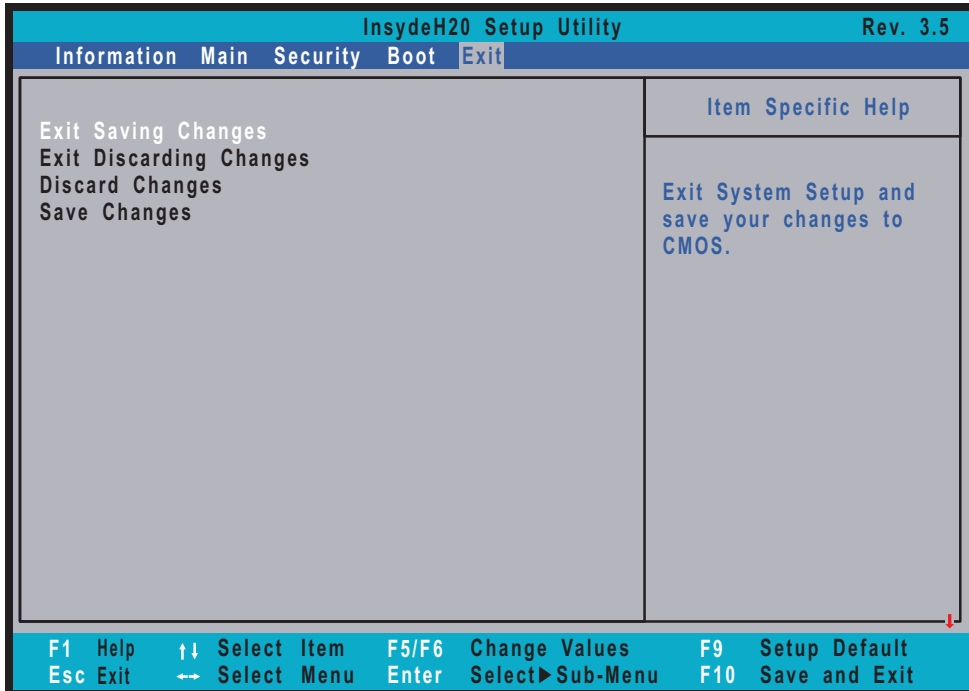 InsydeH20 Setup Utility Rev. 3.5
Information Main Security Boot Exit
Item Specific Help
Exit Saving Changes
Exit Discarding Changes
Discard Changes
Save Changes
Exit System Setup and
save your changes to
CMOS.
F1 Help ↑↓ Select Item F5/F6 Change Values F9 Setup Default
Esc Exit ←→ Select Menu Enter Select▶Sub-Menu F10 Save and Exit